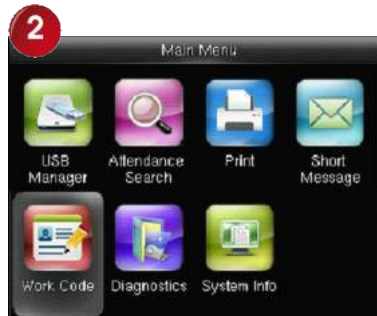 2
Main Menu
USB Manager
Attendance Search
Print
Short Message
Work Code
Diagnostics
System Info